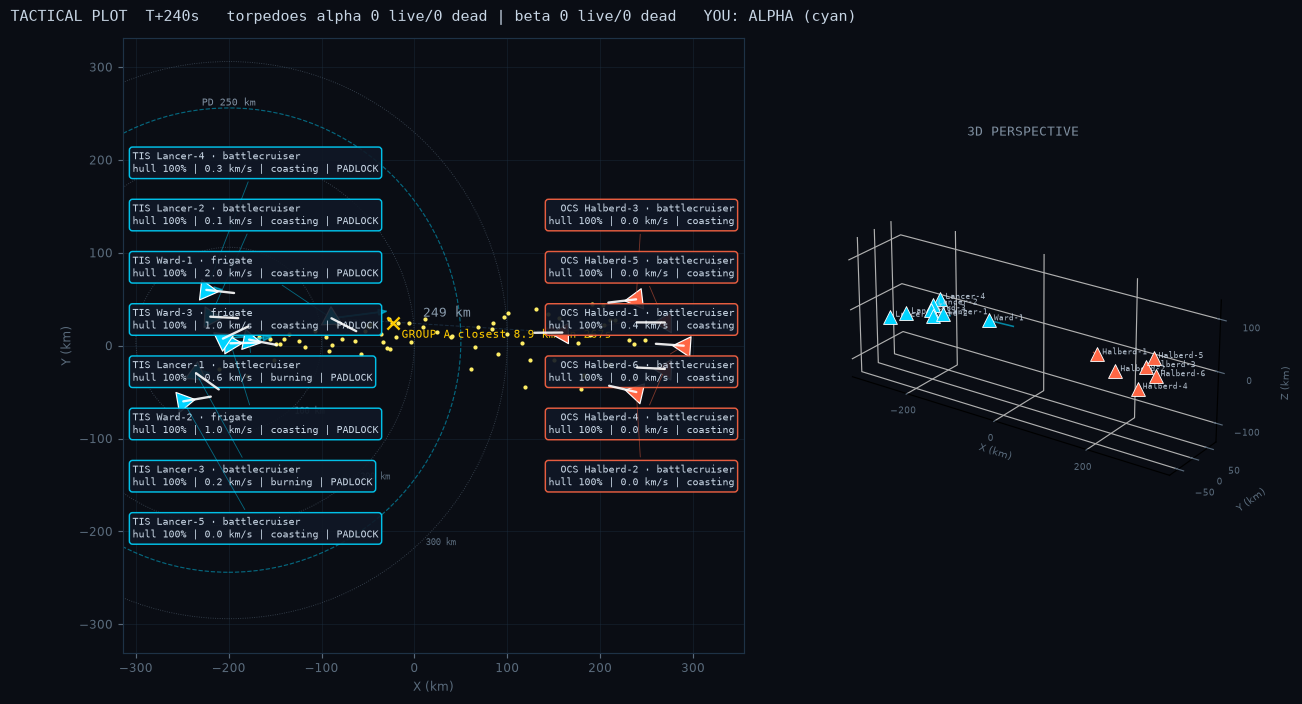 TACTICAL PLOT  T+240s   torpedoes alpha 0 live/0 dead | beta 0 live/0 dead   YOU: ALPHA (cyan)
PD 250 km
TIS Lancer-4 · battlecruiser
hull 100% | 0.3 km/s | coasting | PADLOCK
TIS Lancer-2 · battlecruiser
hull 100% | 0.1 km/s | coasting | PADLOCK
TIS Ward-1 · frigate
hull 100% | 2.0 km/s | coasting | PADLOCK
TIS Ward-3 · frigate
hull 100% | 1.0 km/s | coasting | PADLOCK
TIS Lancer-1 · battlecruiser
hull 100% | 0.6 km/s | burning | PADLOCK
TIS Ward-2 · frigate
hull 100% | 1.0 km/s | coasting | PADLOCK
TIS Lancer-3 · battlecruiser
hull 100% | 0.2 km/s | burning | PADLOCK
TIS Lancer-5 · battlecruiser
hull 100% | 0.0 km/s | coasting | PADLOCK
249 km
GROUP A closest 8.9 km
km
300 km
OCS Halberd-3 · battlecruiser
hull 100% | 0.0 km/s | coasting
OCS Halberd-5 · battlecruiser
hull 100% | 0.0 km/s | coasting
OCS Halberd-1 · battlecruiser
hull 100% | 0.4 km/s | coasting
OCS Halberd-6 · battlecruiser
hull 100% | 0.0 km/s | coasting
OCS Halberd-4 · battlecruiser
hull 100% | 0.0 km/s | coasting
OCS Halberd-2 · battlecruiser
hull 100% | 0.0 km/s | coasting
300
200
100
0
−100
−200
−300
Y (km)
−300
−200
−100
0
100
200
300
X (km)
3D PERSPECTIVE
Lancer-4
Ward-1
Halberd-1
Halberd-5
Halberd-6
Halberd-4
−200
0
200
X (km)
−50
0
50
Y (km)
100
0
−100
Z (km)